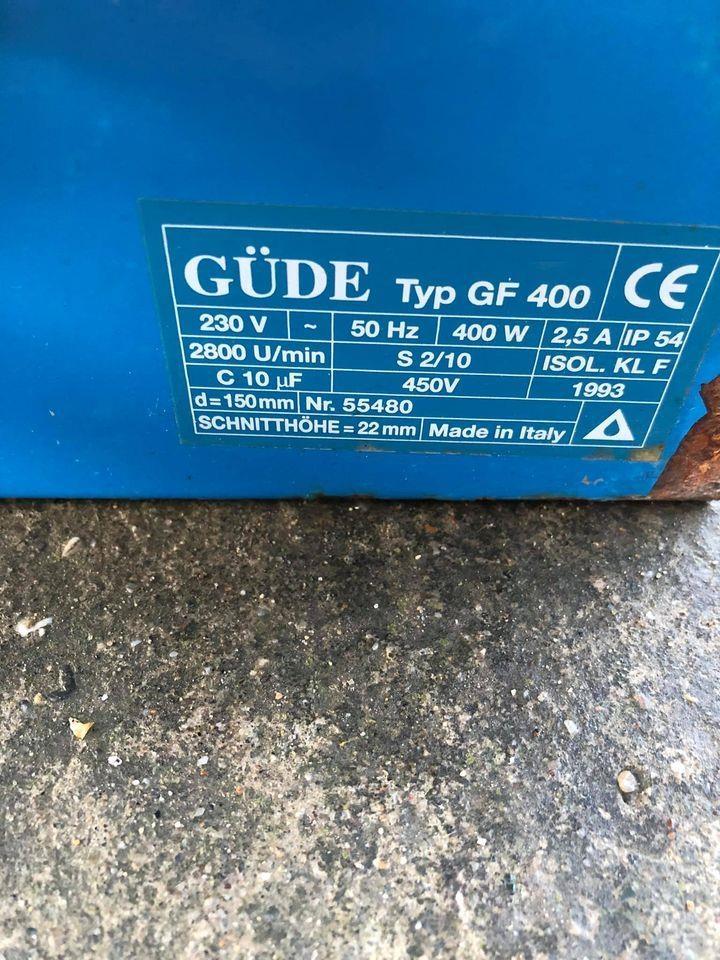 GÜDE Typ GF 400 CE
230 V ~ 50 Hz 400 W 2,5 A IP 54
2800 U/min S 2/10 ISOL. KL F
C 10 µF 450V 1993
d=150mm Nr. 55480
SCHNITTHÖHE=22mm Made in Italy